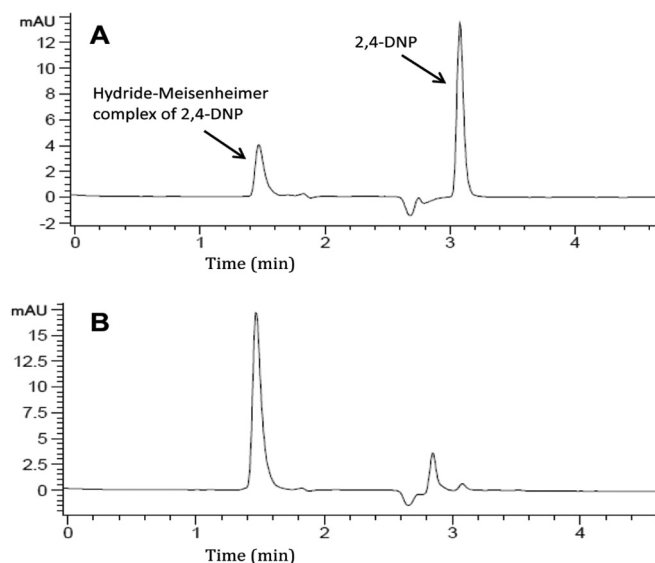 mAU
A
12
10
8
6
4
2
0
-2
Hydride-Meisenheimer
complex of 2,4-DNP
2,4-DNP
0 1 2 3 4
Time (min)
mAU
B
15
12.5
10
7.5
5
2.5
0
0 1 2 3 4
Time (min)